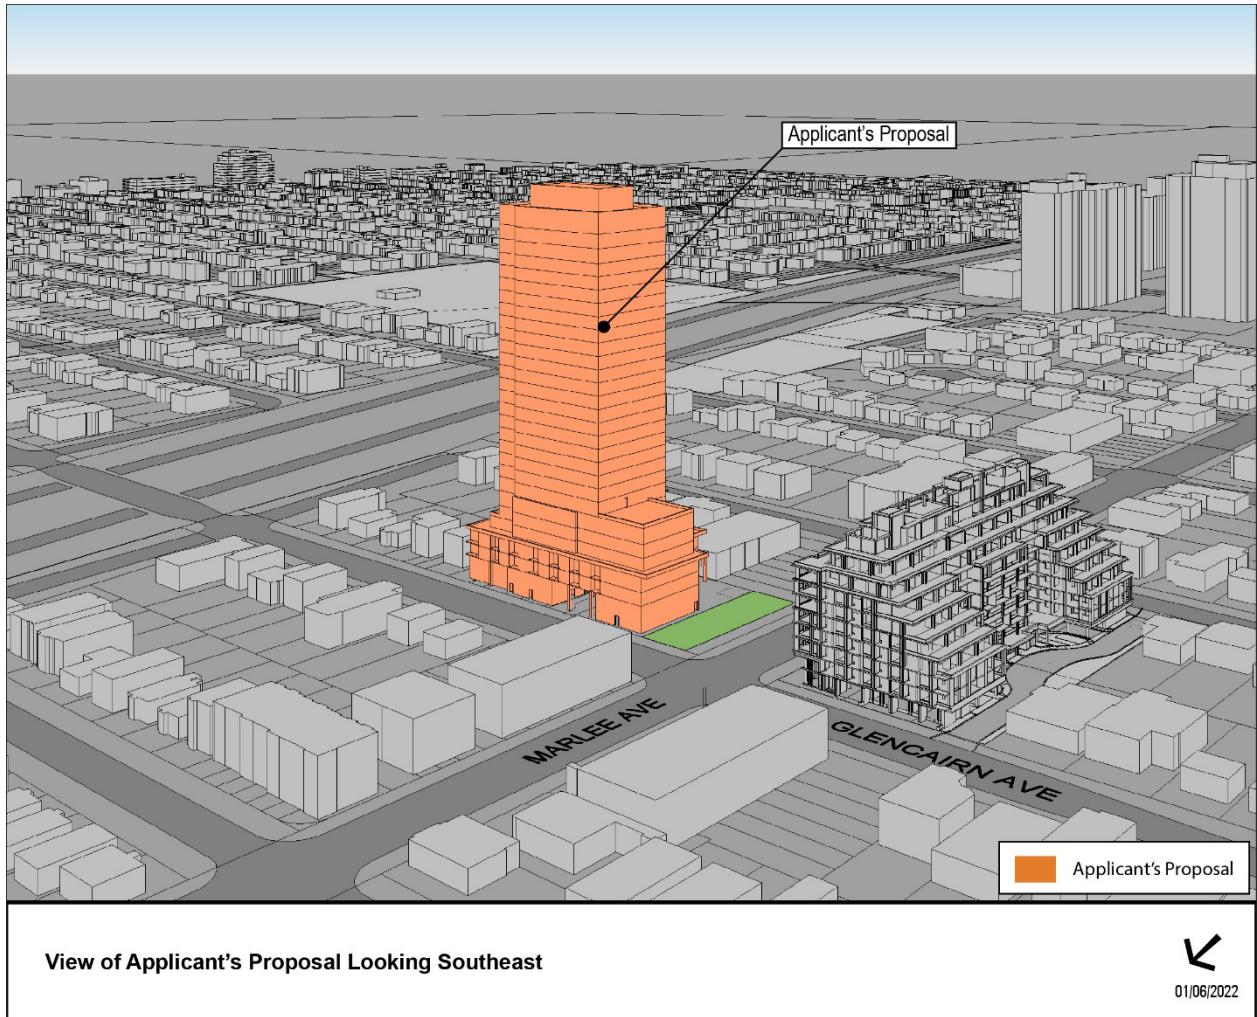 Applicant's Proposal
MARLEE AVE
GLENCAIRN AVE
Applicant's Proposal
View of Applicant's Proposal Looking Southeast
01/06/2022